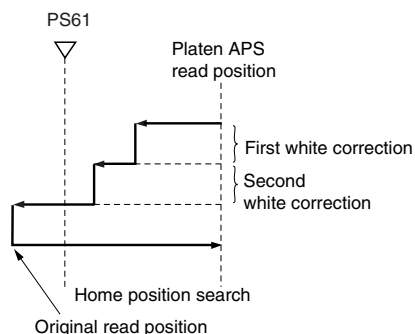 PS61
Platen APS
read position
First white correction
Second
white correction
Home position search
Original read position